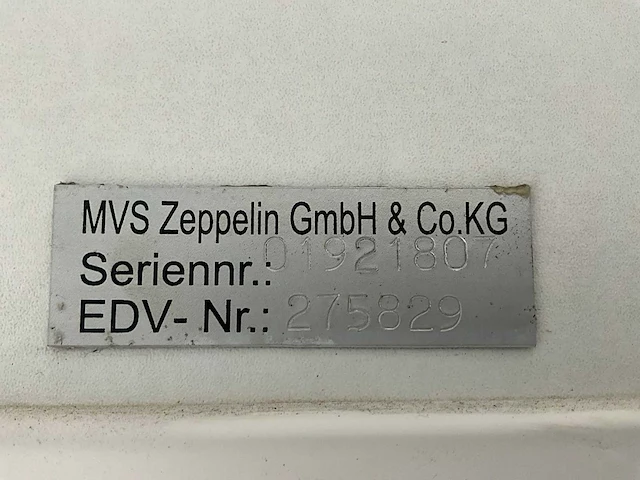 MVS Zeppelin GmbH & Co.KG
Seriennr.: 01921807
EDV- Nr.: 275829